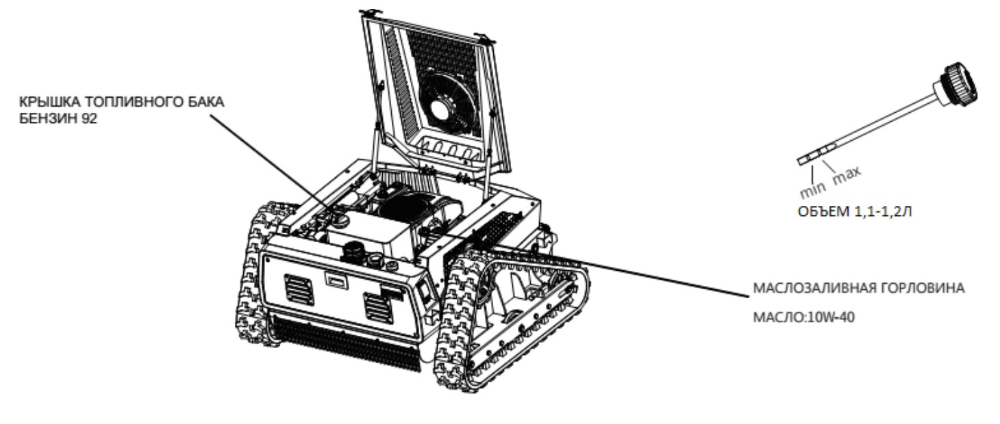 КРЫШКА ТОПЛИВНОГО БАКА
БЕНЗИН 92
min max
ОБЪЕМ 1,1-1,2Л
МАСЛОЗАЛИВНАЯ ГОРЛОВИНА
МАСЛО:10W-40